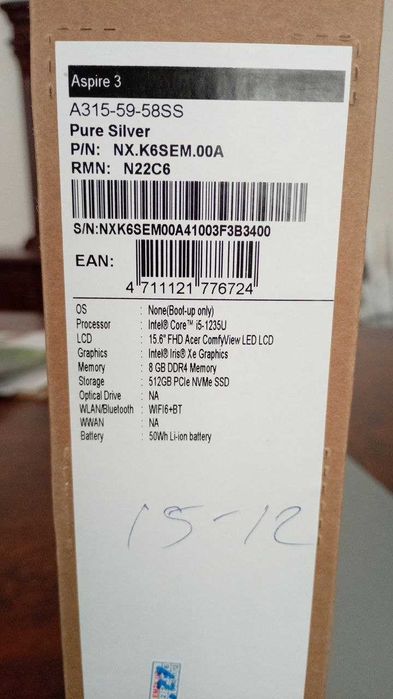 Aspire 3
A315-59-58SS
Pure Silver
P/N: NX.K6SEM.00A
RMN: N22C6
S/N:NXK6SEM00A41003F3B3400
EAN:
4 711121 776724
OS : None(Boot-up only)
Processor : Intel® Core™ i5-1235U
LCD : 15.6" FHD Acer ComfyView LED LCD
Graphics : Intel® Iris® Xe Graphics
Memory : 8 GB DDR4 Memory
Storage : 512GB PCIe NVMe SSD
Optical Drive : NA
WLAN/Bluetooth : WIFI6+BT
WWAN : NA
Battery : 50Wh Li-ion battery
15-12